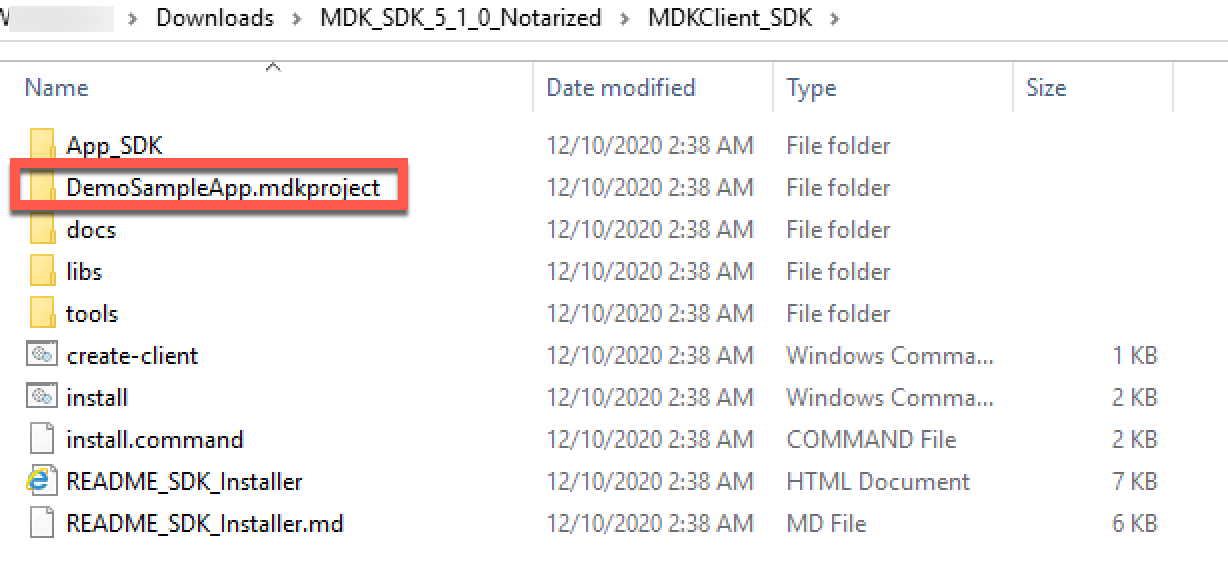 Downloads > MDK_SDK_5_1_0_Notarized > MDKClient_SDK >
Name Date modified Type Size
App_SDK 12/10/2020 2:38 AM File folder
DemoSampleApp.mdkproject 12/10/2020 2:38 AM File folder
docs 12/10/2020 2:38 AM File folder
libs 12/10/2020 2:38 AM File folder
tools 12/10/2020 2:38 AM File folder
create-client 12/10/2020 2:38 AM Windows Comma... 1 KB
install 12/10/2020 2:38 AM Windows Comma... 2 KB
install.command 12/10/2020 2:38 AM COMMAND File 2 KB
README_SDK_Installer 12/10/2020 2:38 AM HTML Document 7 KB
README_SDK_Installer.md 12/10/2020 2:38 AM MD File 6 KB